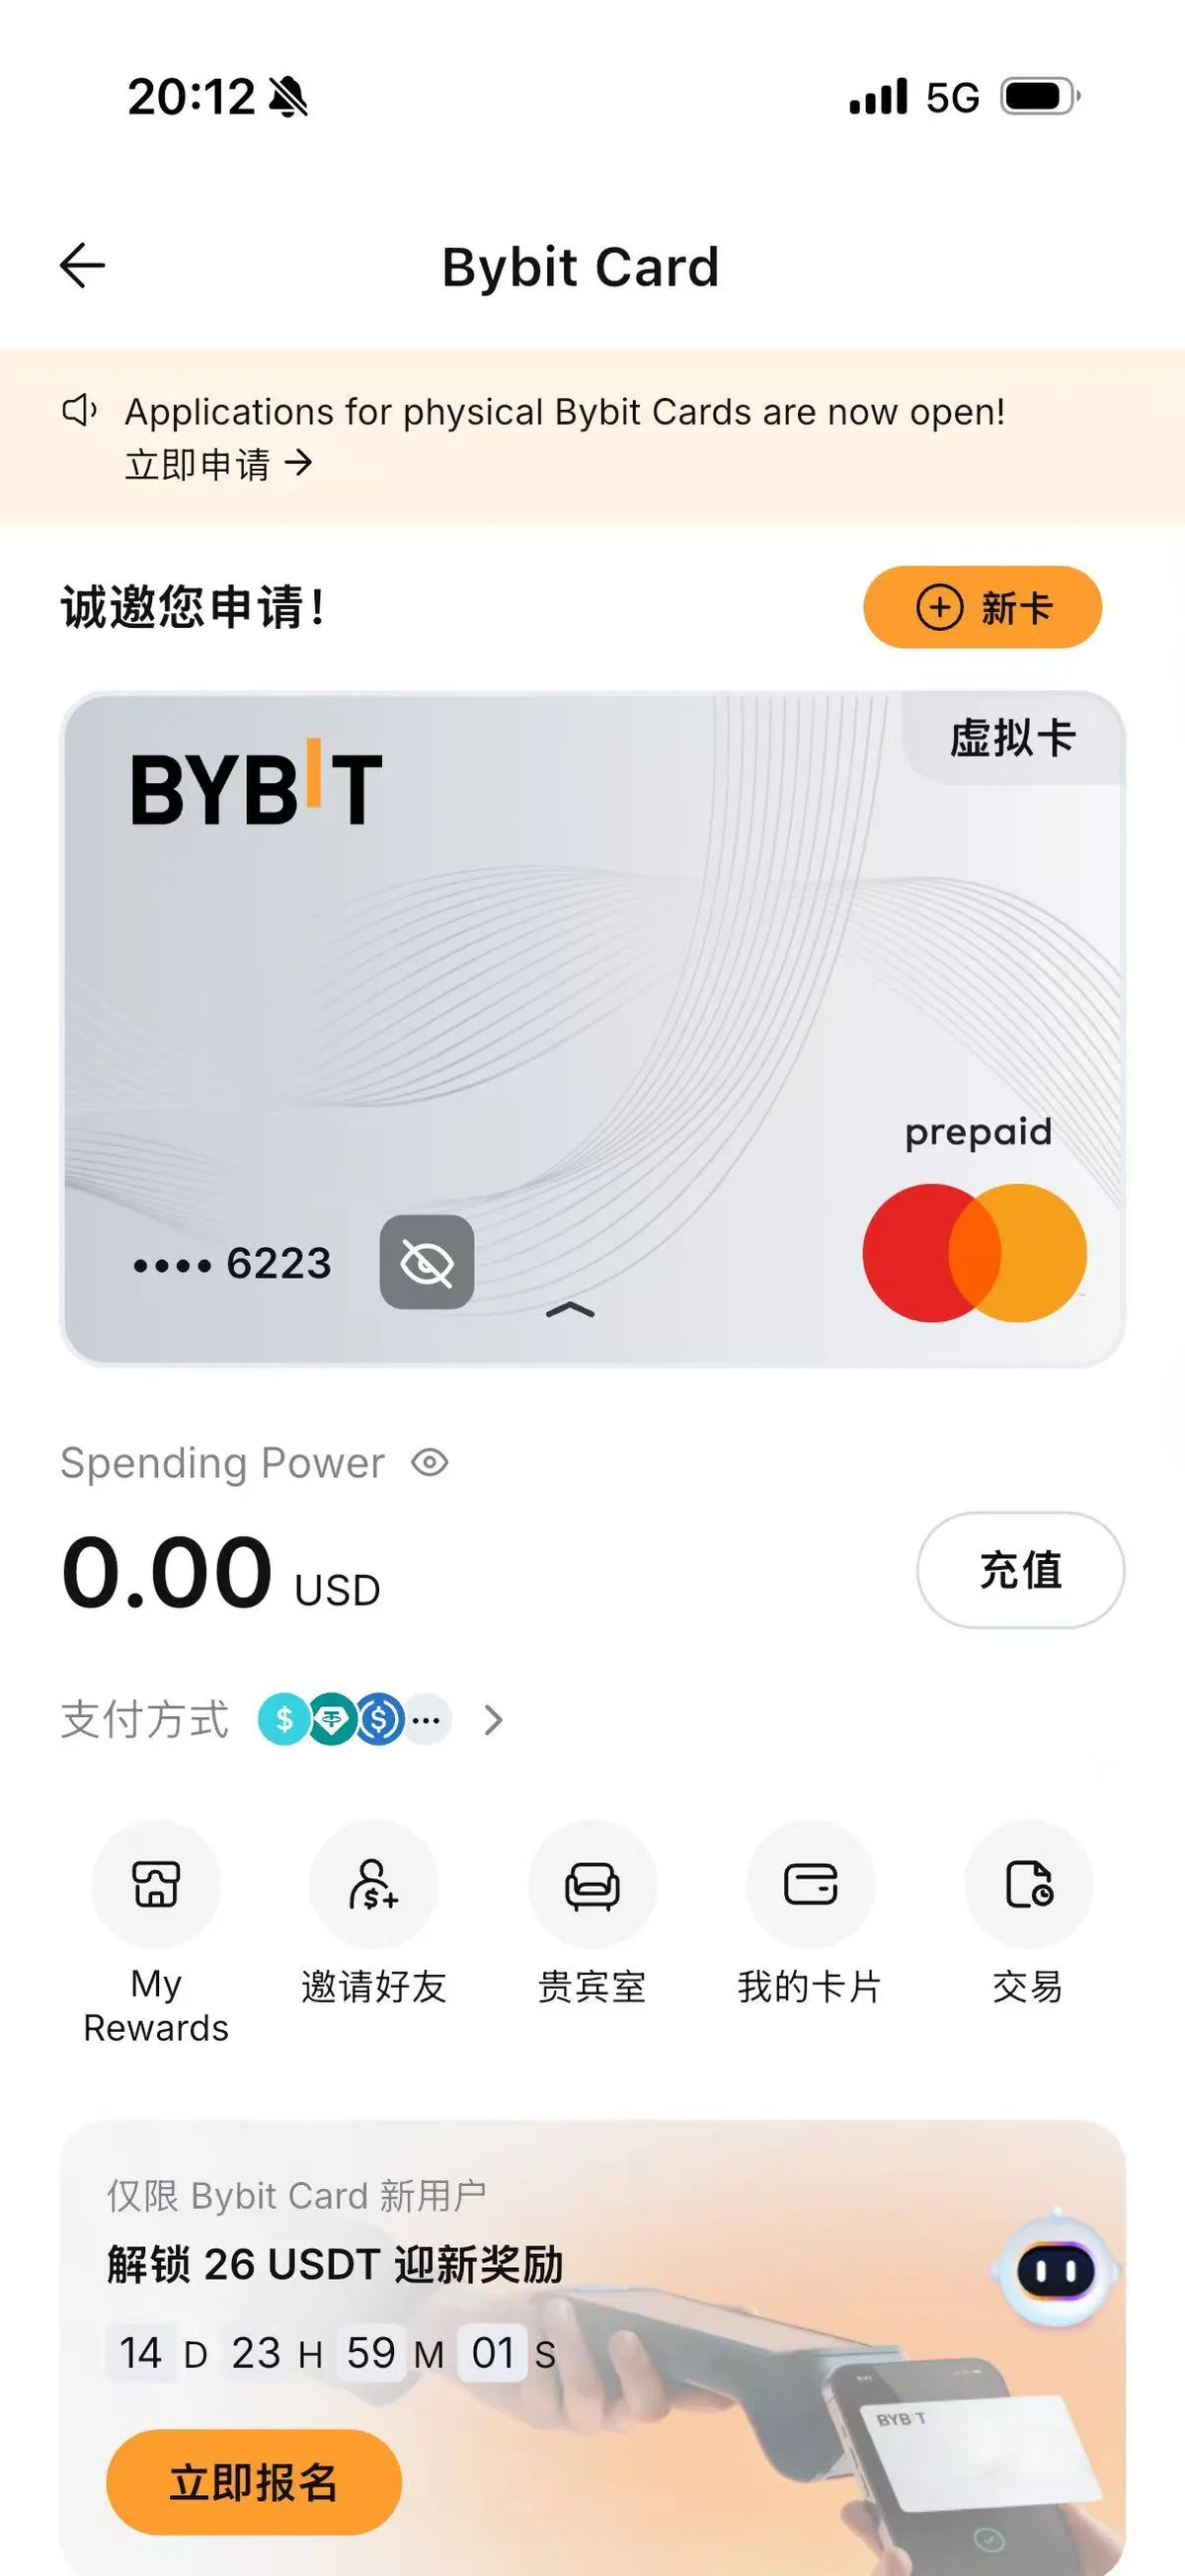 20:12
5G
Bybit Card
Applications for physical Bybit Cards are now open!
立即申请 →
诚邀您申请！
新卡
虚拟卡
BYBIT
prepaid
•••• 6223
Spending Power
0.00 USD
充值
支付方式
My
Rewards
邀请好友
贵宾室
我的卡片
交易
仅限 Bybit Card 新用户
解锁 26 USDT 迎新奖励
14 D 23 H 59 M 01 S
BYBIT
立即报名